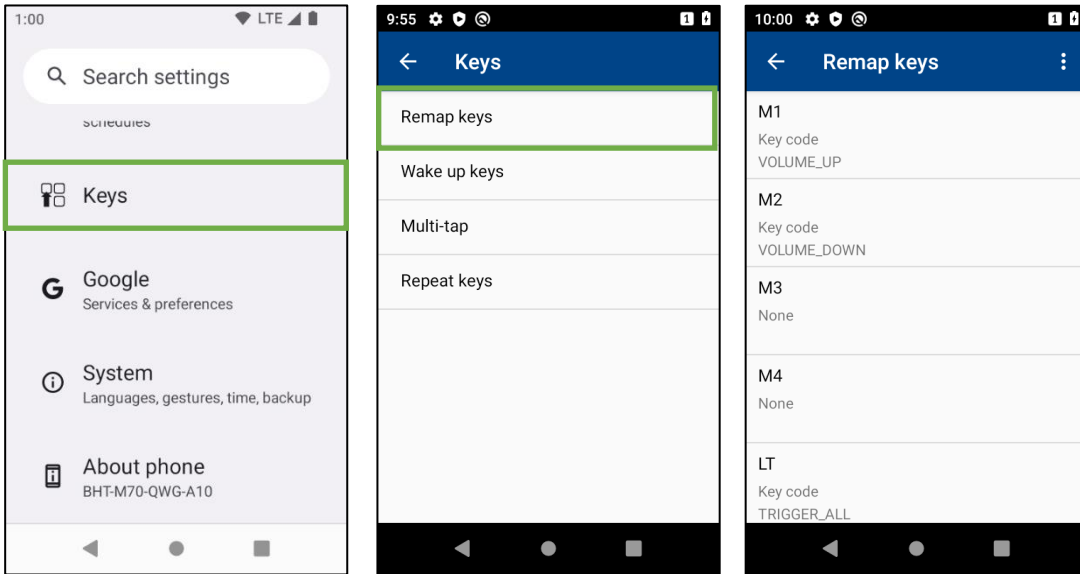 1:00
LTE
Search settings
schedules
Keys
Google
Services & preferences
System
Languages, gestures, time, backup
About phone
BHT-M70-QWG-A10
9:55
1
Keys
Remap keys
Wake up keys
Multi-tap
Repeat keys
10:00
1
Remap keys
M1
Key code
VOLUME_UP
M2
Key code
VOLUME_DOWN
M3
None
M4
None
LT
Key code
TRIGGER_ALL